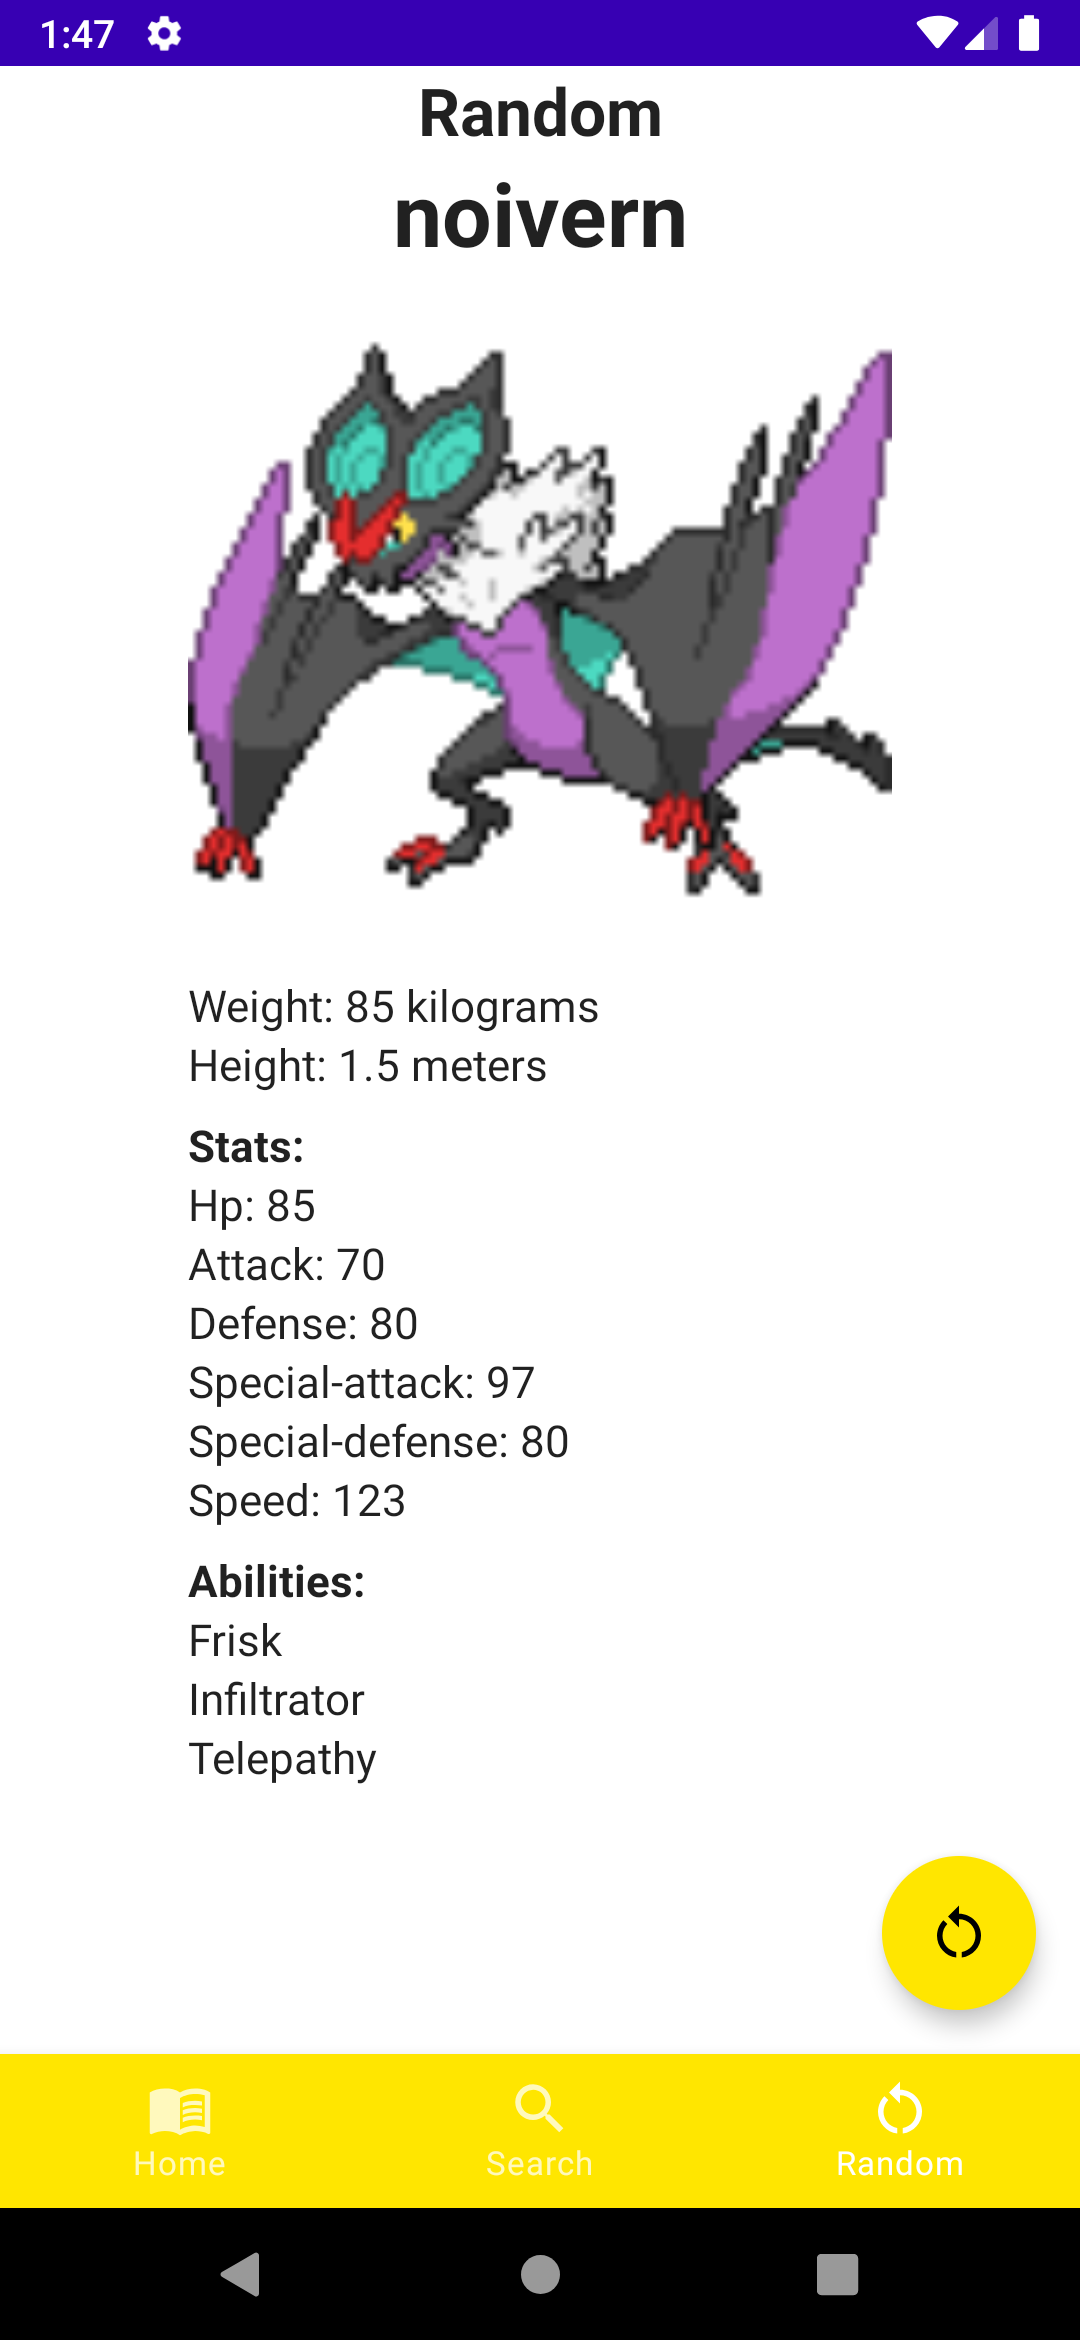 1:47
Random
noivern
Weight: 85 kilograms
Height: 1.5 meters
Stats:
Hp: 85
Attack: 70
Defense: 80
Special-attack: 97
Special-defense: 80
Speed: 123
Abilities:
Frisk
Infiltrator
Telepathy
Home Search Random